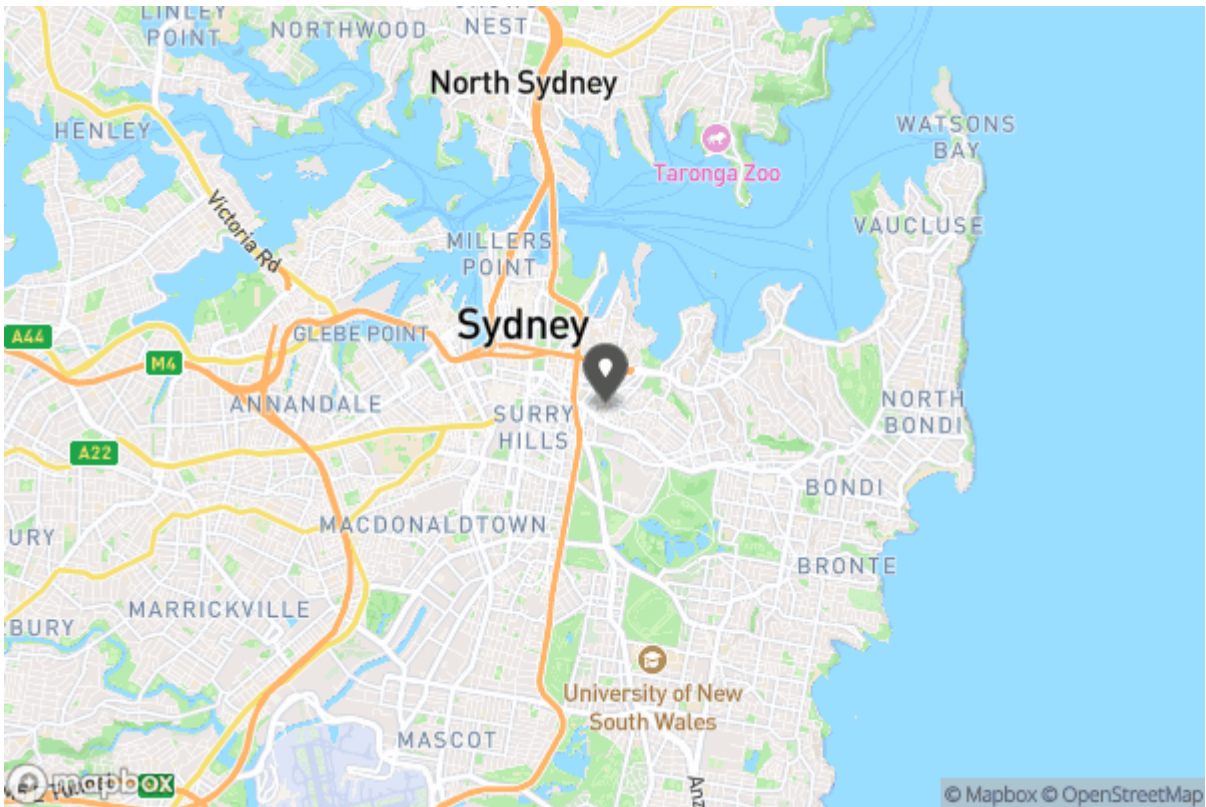 LINLEY
POINT
NORTHWOOD
NEST
North Sydney
HENLEY
Taronga Zoo
WATSONS
BAY
Victoria Rd
VAUCLUSE
MILLERS
POINT
Sydney
GLEBE POINT
A44
M4
ANNANDALE
SURRY
HILLS
NORTH
BONDI
A22
BONDI
MACDONALDTOWN
URY
BRONTE
MARRICKVILLE
BURY
University of New
South Wales
MASCOT
mapbox
Anz
© Mapbox © OpenStreetMap